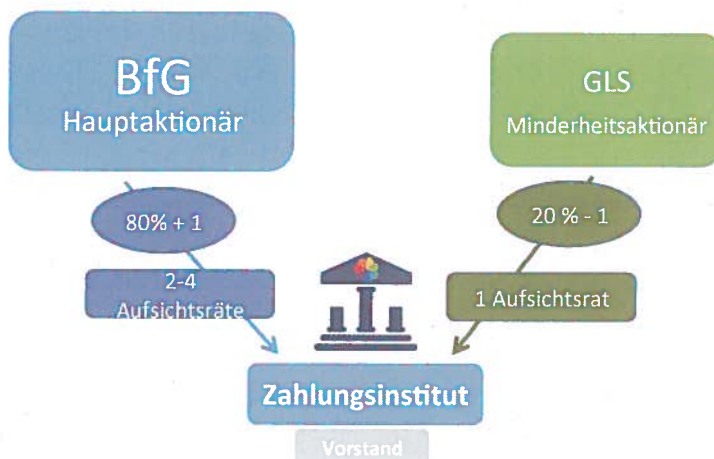 BfG
Hauptaktionär
GLS
Minderheitsaktionär
80% + 1
20 % - 1
2-4
Aufsichtsräte
1 Aufsichtsrat
Zahlungsinstitut
Vorstand